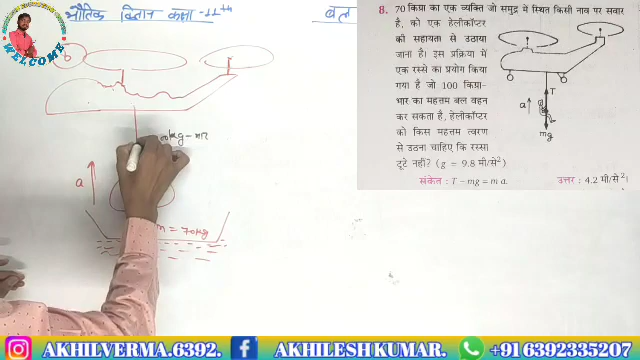 भौतिक विज्ञान कक्षा -11th
बल
WELCOME
8. 70 किग्रा का एक व्यक्ति जो समुद्र में स्थित किसी नाव पर सवार
है, को एक हेलीकॉप्टर
की सहायता से उठाया
जाना है। इस प्रक्रिया में
एक रस्से का प्रयोग किया
गया है जो 100 किग्रा-
भार का महत्तम बल वहन
कर सकता है, हेलीकॉप्टर
को किस महत्तम त्वरण
से उठना चाहिए कि रस्सा
टूटे नहीं? (g = 9.8 मी/से²)
T
a
mg
संकेत : T − mg = m a.
उत्तर : 4.2 मी/से²।
kg-भार
a
m = 70kg
AKHILVERMA.6392.
AKHILESH KUMAR.
+91 6392335207